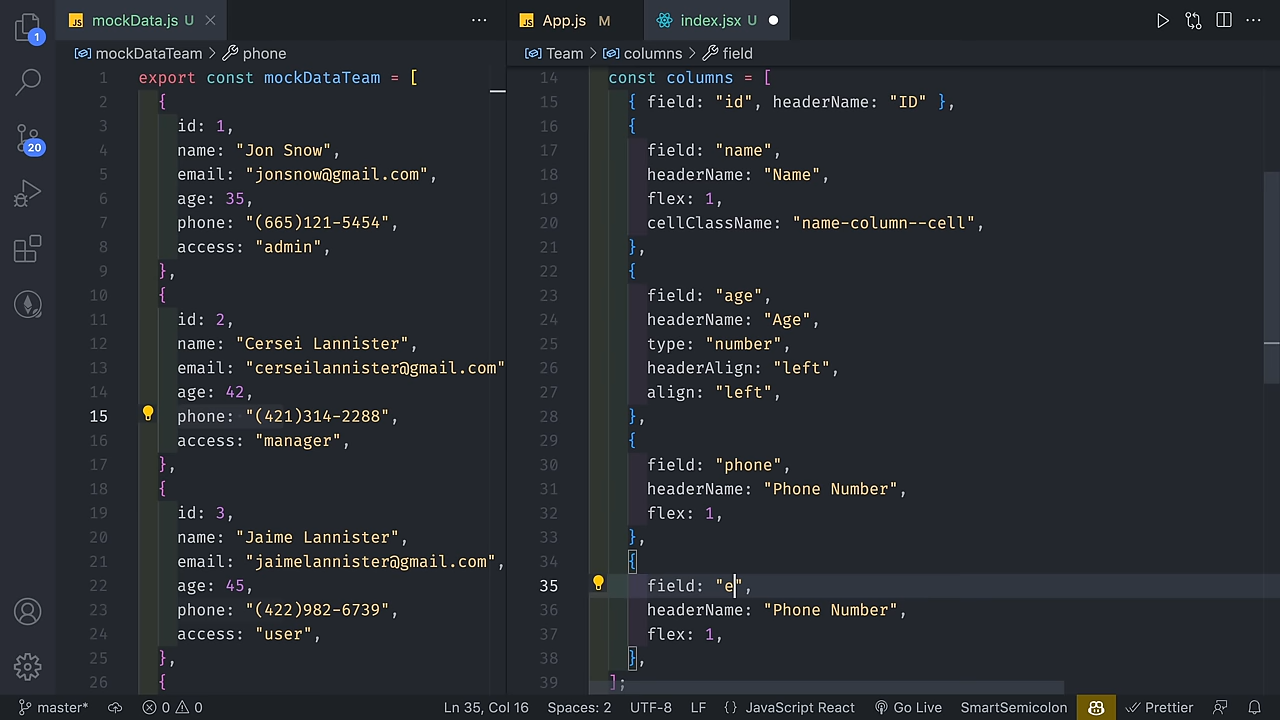 JS mockData.js U
JS App.js M
index.jsx U
1
20
mockDataTeam > phone
Team > columns > field
1 export const mockDataTeam = [
2 {
3 id: 1,
4 name: "Jon Snow",
5 email: "jonsnow@gmail.com",
6 age: 35,
7 phone: "(665)121-5454",
8 access: "admin",
9 },
10 {
11 id: 2,
12 name: "Cersei Lannister",
13 email: "cerseilannister@gmail.com"
14 age: 42,
15 phone: "(421)314-2288",
16 access: "manager",
17 },
18 {
19 id: 3,
20 name: "Jaime Lannister",
21 email: "jaimelannister@gmail.com",
22 age: 45,
23 phone: "(422)982-6739",
24 access: "user",
25 },
26 {
14 const columns = [
15 { field: "id", headerName: "ID" },
16 {
17 field: "name",
18 headerName: "Name",
19 flex: 1,
20 cellClassName: "name-column--cell",
21 },
22 {
23 field: "age",
24 headerName: "Age",
25 type: "number",
26 headerAlign: "left",
27 align: "left",
28 },
29 {
30 field: "phone",
31 headerName: "Phone Number",
32 flex: 1,
33 },
34 {
35 field: "e",
36 headerName: "Phone Number",
37 flex: 1,
38 },
39 ];
master* 0 0 Ln 35, Col 16 Spaces: 2 UTF-8 LF {} JavaScript React Go Live SmartSemicolon Prettier